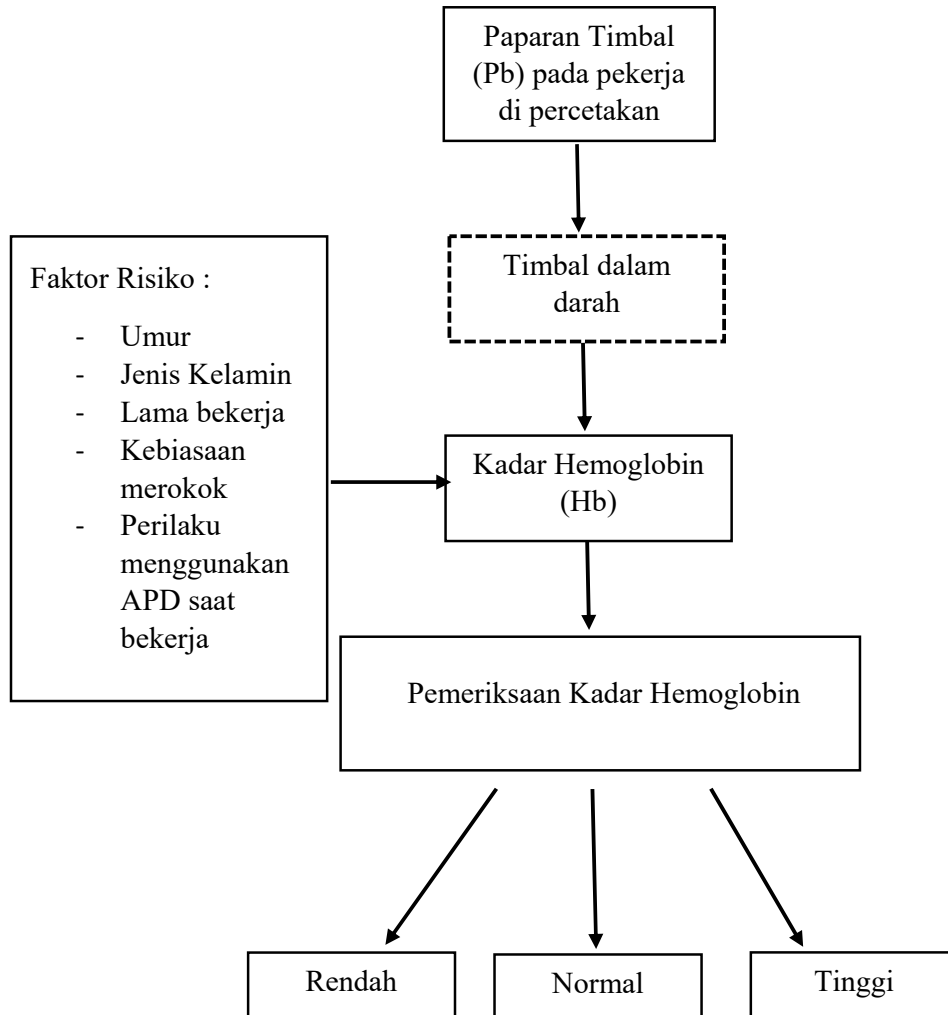 Paparan Timbal
(Pb) pada pekerja
di percetakan
Timbal dalam
darah
Faktor Risiko :
- Umur
- Jenis Kelamin
- Lama bekerja
- Kebiasaan
merokok
- Perilaku
menggunakan
APD saat
bekerja
Kadar Hemoglobin
(Hb)
Pemeriksaan Kadar Hemoglobin
Rendah
Normal
Tinggi